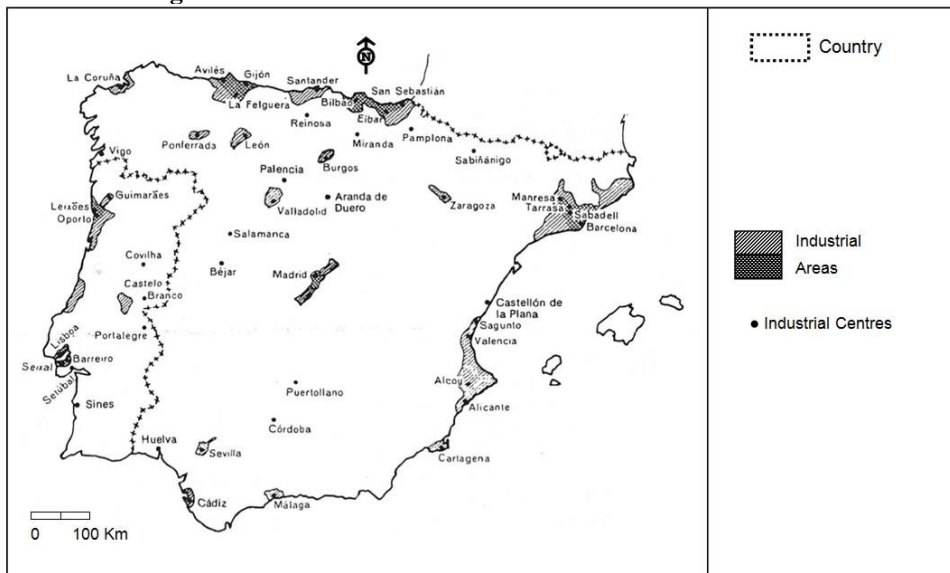 N
La Coruña
Avilés
Gijón
La Felguera
Santander
Bilbao
San Sebastián
Eibar
Reinosa
Miranda
Pamplona
Sabiñánigo
Ponferrada
León
Burgos
Vigo
Palencia
Valladolid
Aranda de
Duero
Zaragoza
Manresa
Tarrasa
Sabadell
Barcelona
Guimarães
Leixões
Oporto
Salamanca
Covilha
Béjar
Madrid
Castelo
Branco
Castellón de
la Plana
Sagunto
Valencia
Portalegre
Lisboa
Seixal
Barreiro
Setúbal
Alcoy
Alicante
Puertollano
Sines
Córdoba
Huelva
Sevilla
Cartagena
Cádiz
Málaga
0 100 Km
Country
Industrial
Areas
Industrial Centres